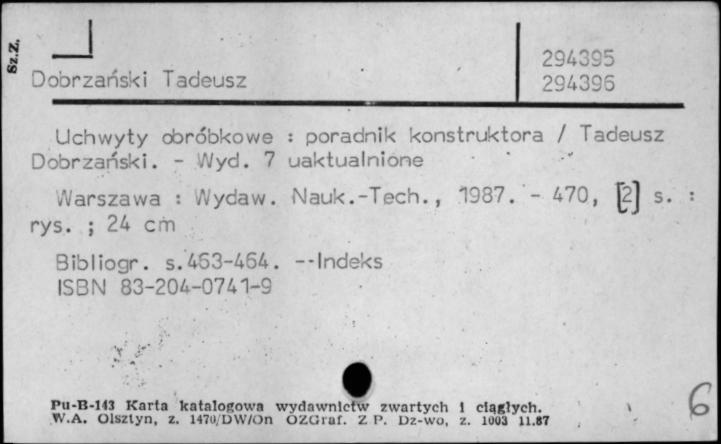 Sz.Z.
294395
Dobrzański Tadeusz
294396
Uchwyty obróbkowe : poradnik konstruktora / Tadeusz
Dobrzański. - Wyd. 7 uaktualnione
Warszawa : Wydaw. Nauk.-Tech., 1987. - 470, [2] s. :
rys. ; 24 cm
Bibliogr. s.463-464. --Indeks
ISBN 83-204-0741-9
Pu-B-143 Karta katalogowa wydawnictw zwartych i ciągłych.
W.A. Olsztyn, z. 1470/DW/On OZGraf. Z P. Dz-wo, z. 1003 11.87
6